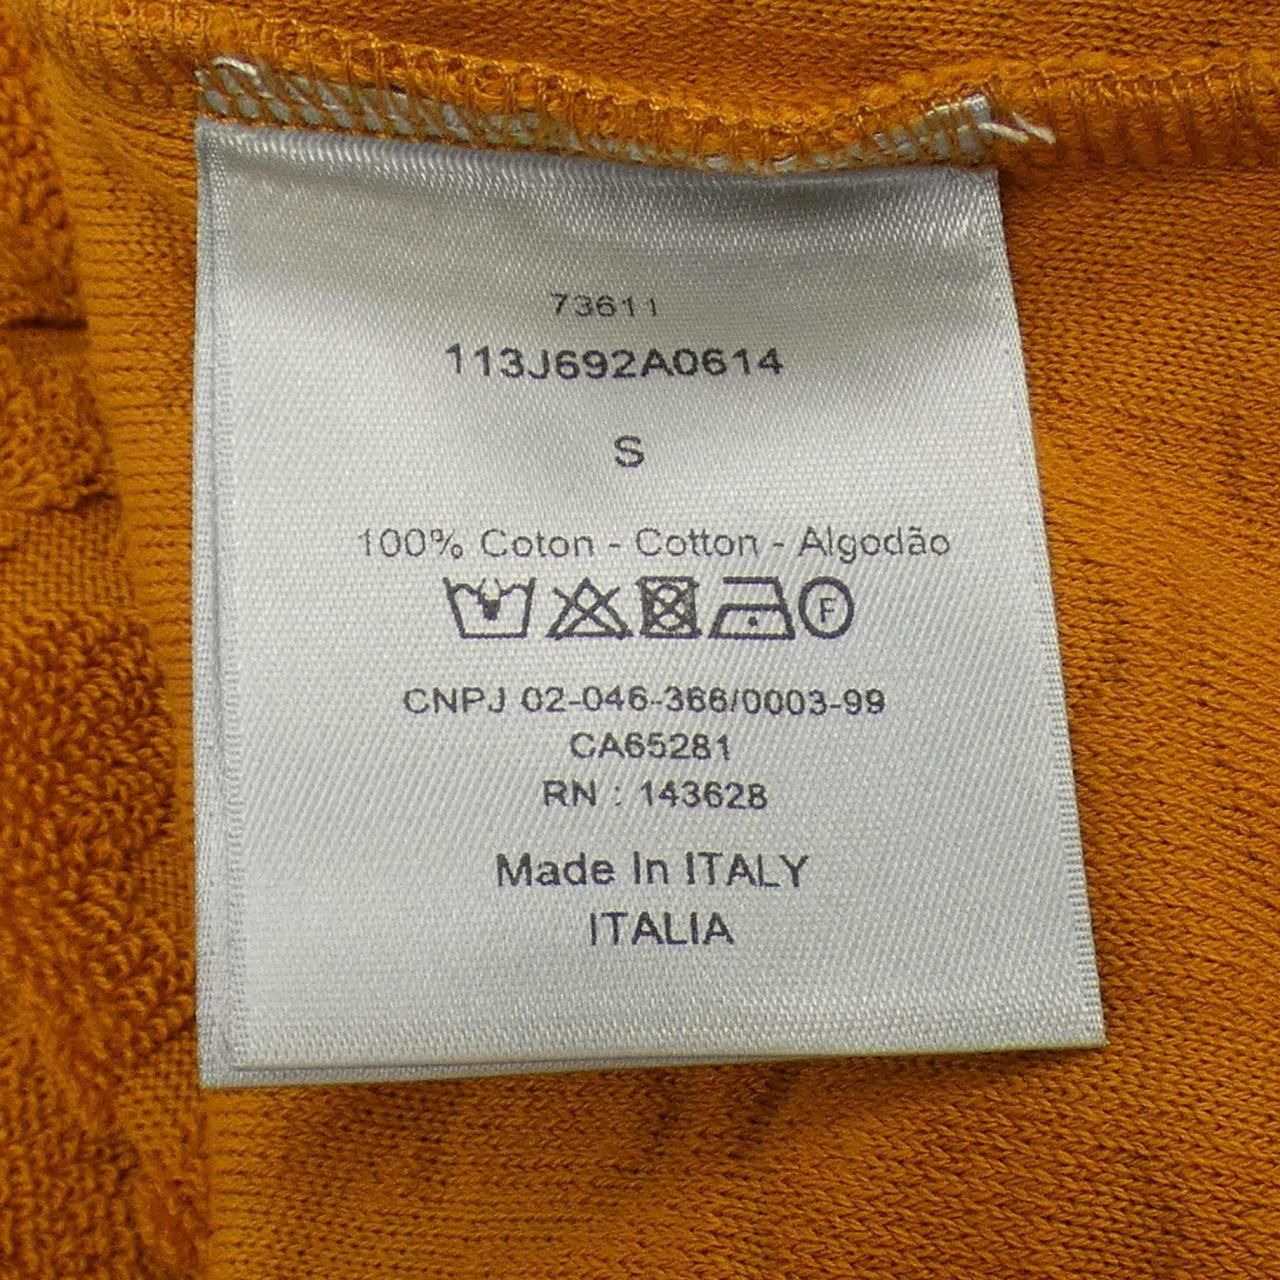 73611
113J692A0614
S
100% Coton - Cotton - Algodão
F
CNPJ 02-046-366/0003-99
CA65281
RN : 143628
Made In ITALY
ITALIA